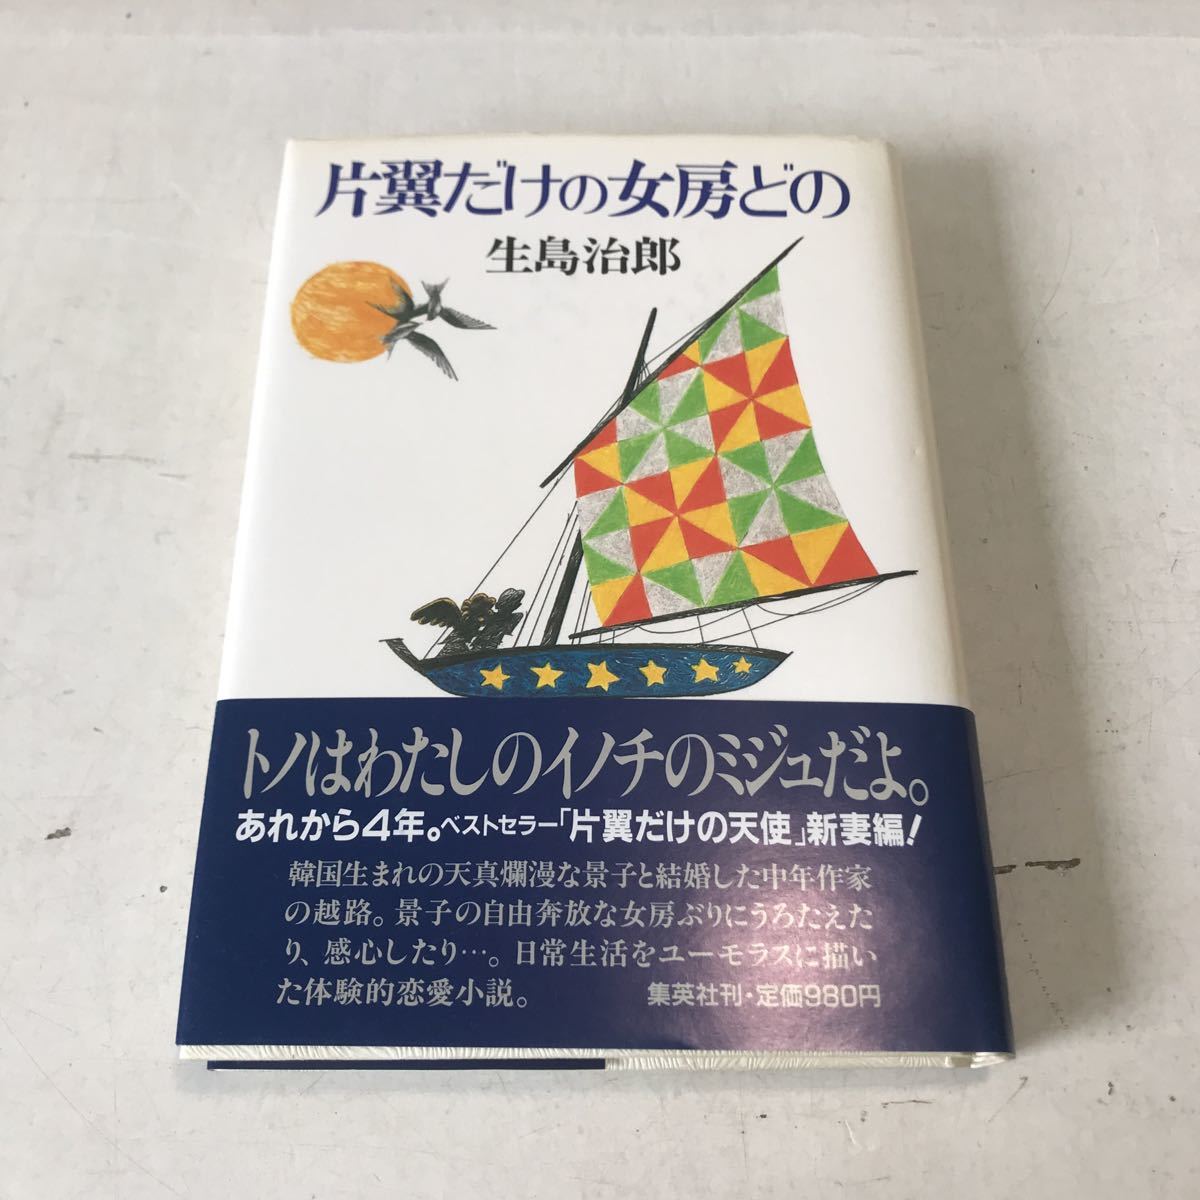 片翼だけの女房どの
生島治郎
トノはわたしのイノチのミジュだよ。
あれから4年。ベストセラー「片翼だけの天使」新妻編!
韓国生まれの天真爛漫な景子と結婚した中年作家
の越路。景子の自由奔放な女房ぶりにうろたえた
り、感心したり…。日常生活をユーモラスに描い
た体験的恋愛小説。
集英社刊・定価980円